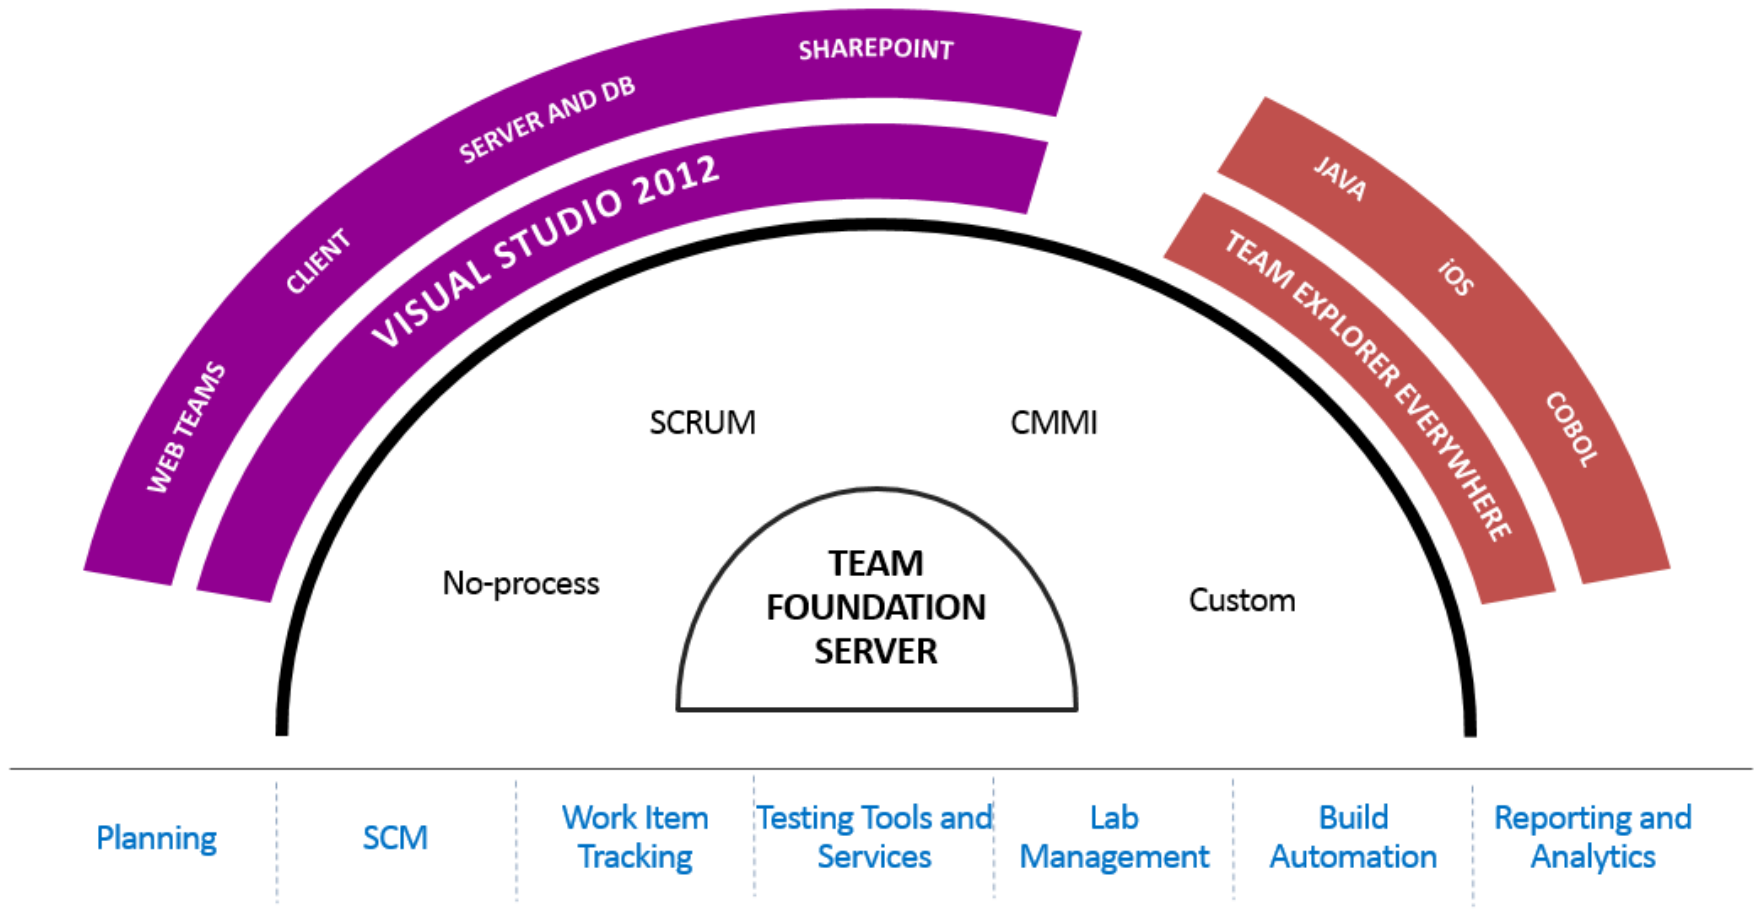 SHAREPOINT
SERVER AND DB
CLIENT
WEB TEAMS
VISUAL STUDIO 2012
JAVA
iOS
COBOL
TEAM EXPLORER EVERYWHERE
SCRUM
CMMI
No-process
Custom
TEAM
FOUNDATION
SERVER
Planning
SCM
Work Item
Tracking
Testing Tools and
Services
Lab
Management
Build
Automation
Reporting and
Analytics